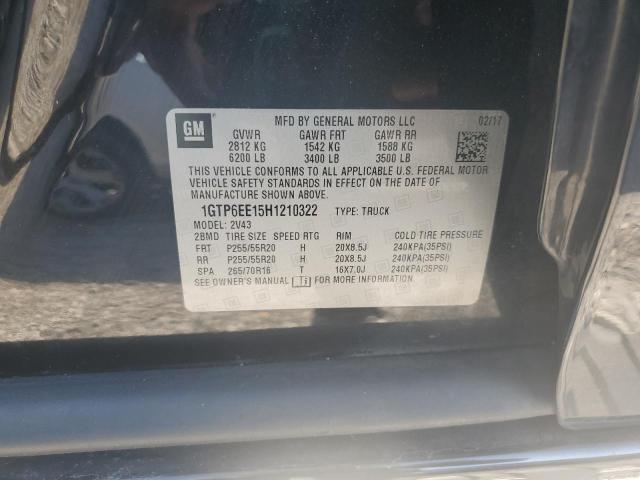 GM
MFD BY GENERAL MOTORS LLC 02/17
GVWR GAWR FRT GAWR RR
2812 KG 1542 KG 1588 KG
6200 LB 3400 LB 3500 LB
THIS VEHICLE CONFORMS TO ALL APPLICABLE U.S. FEDERAL MOTOR
VEHICLE SAFETY STANDARDS IN EFFECT ON THE DATE OF
MANUFACTURE SHOWN ABOVE.
1GTP6EE15H1210322 TYPE: TRUCK
MODEL: 2V43
2BMD TIRE SIZE SPEED RTG RIM COLD TIRE PRESSURE
FRT P255/55R20 H 20X8.5J 240KPA(35PSI)
RR P255/55R20 H 20X8.5J 240KPA(35PSI)
SPA 265/70R16 T 16X7.0J 240KPA(35PSI)
SEE OWNER'S MANUAL i FOR MORE INFORMATION.